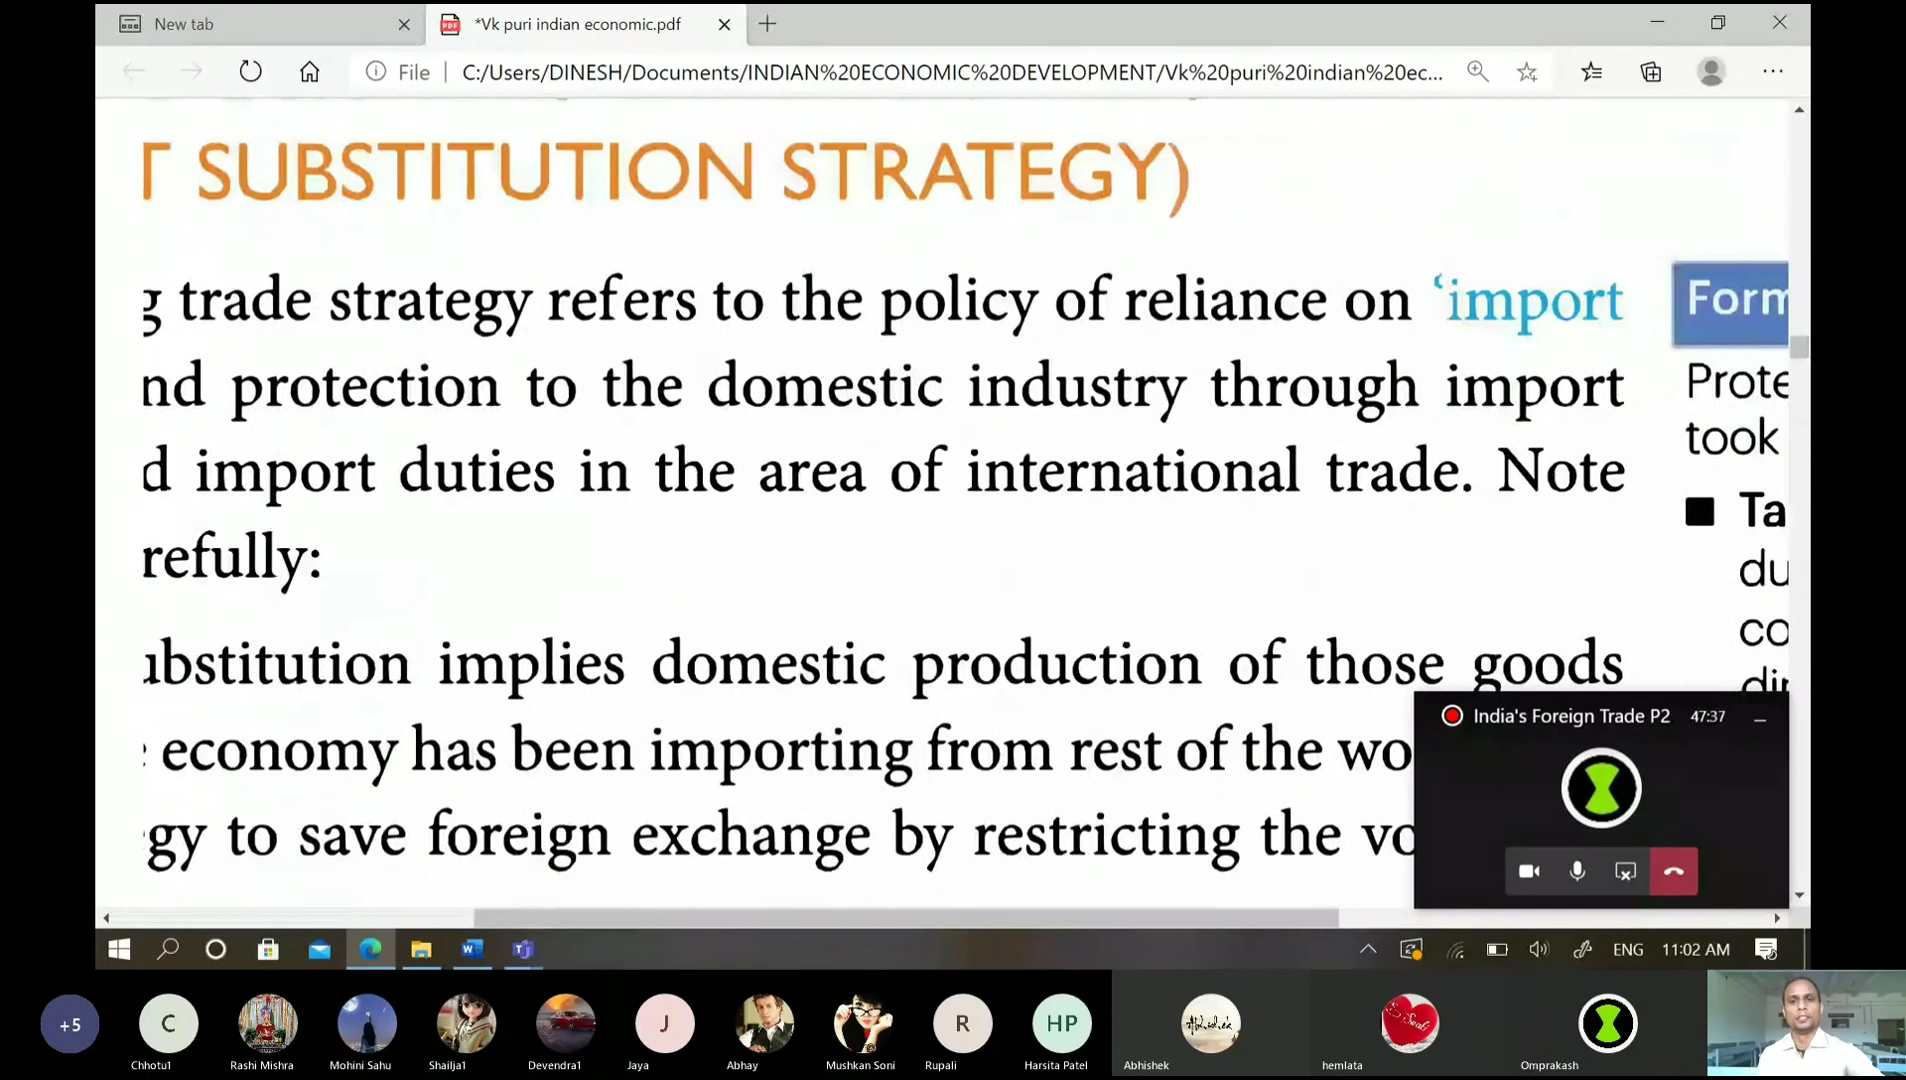 New tab
*Vk puri indian economic.pdf
File
C:/Users/DINESH/Documents/INDIAN%20ECONOMIC%20DEVELOPMENT/Vk%20puri%20indian%20ec...
T SUBSTITUTION STRATEGY)
g trade strategy refers to the policy of reliance on ‘import
nd protection to the domestic industry through import
d import duties in the area of international trade. Note
refully:
ubstitution implies domestic production of those goods
economy has been importing from rest of the wo
gy to save foreign exchange by restricting the vo
Form
Prote
took
Ta
du
co
dir
India's Foreign Trade P2 47:37
ENG 11:02 AM
+5
C
J
R
HP
Chhotu1
Rashi Mishra
Mohini Sahu
Shailja1
Devendra1
Jaya
Abhay
Mushkan Soni
Rupali
Harsita Patel
Abhishek
hemlata
Omprakash